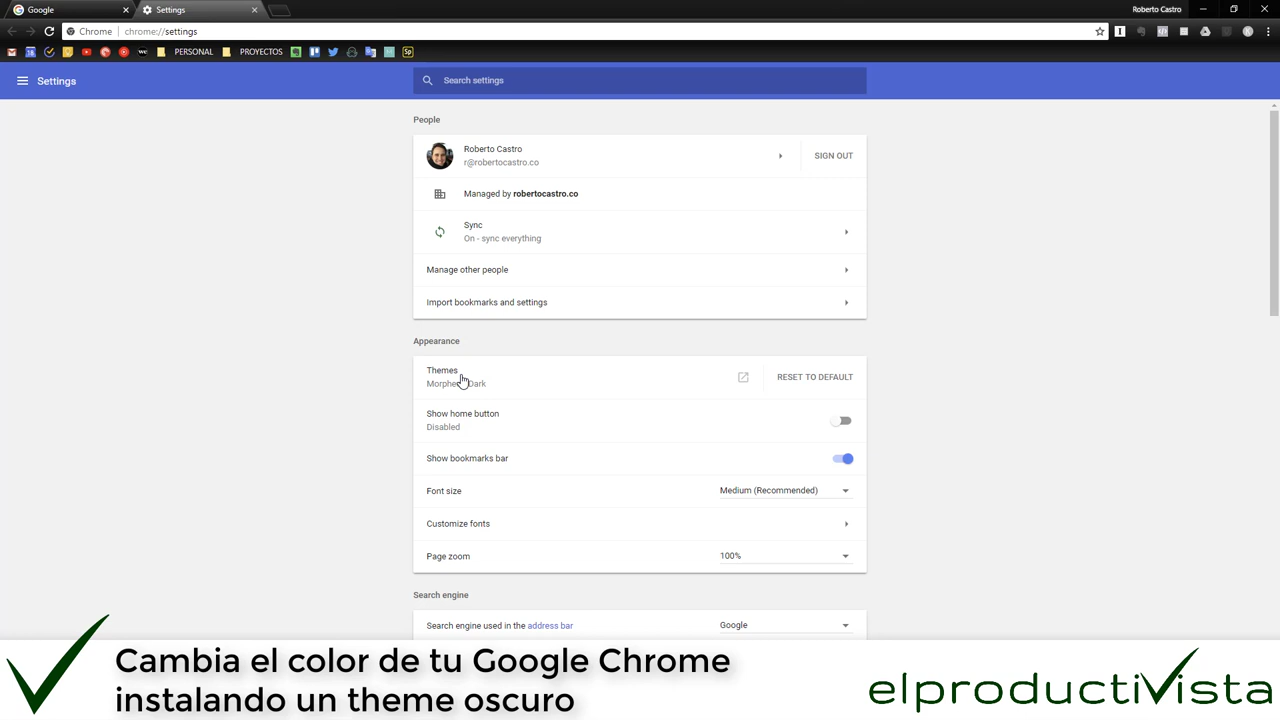 Google
Settings
Roberto Castro
Chrome
chrome://settings
PERSONAL
PROYECTOS
Settings
Search settings
People
Roberto Castro
r@robertocastro.co
SIGN OUT
Managed by robertocastro.co
Sync
On - sync everything
Manage other people
Import bookmarks and settings
Appearance
Themes
Dark
RESET TO DEFAULT
Show home button
Disabled
Show bookmarks bar
Font size
Medium (Recommended)
Customize fonts
Page zoom
100%
Search engine
Search engine used in the address bar
Google
Cambia el color de tu Google Chrome
instalando un theme oscuro
elproductivista